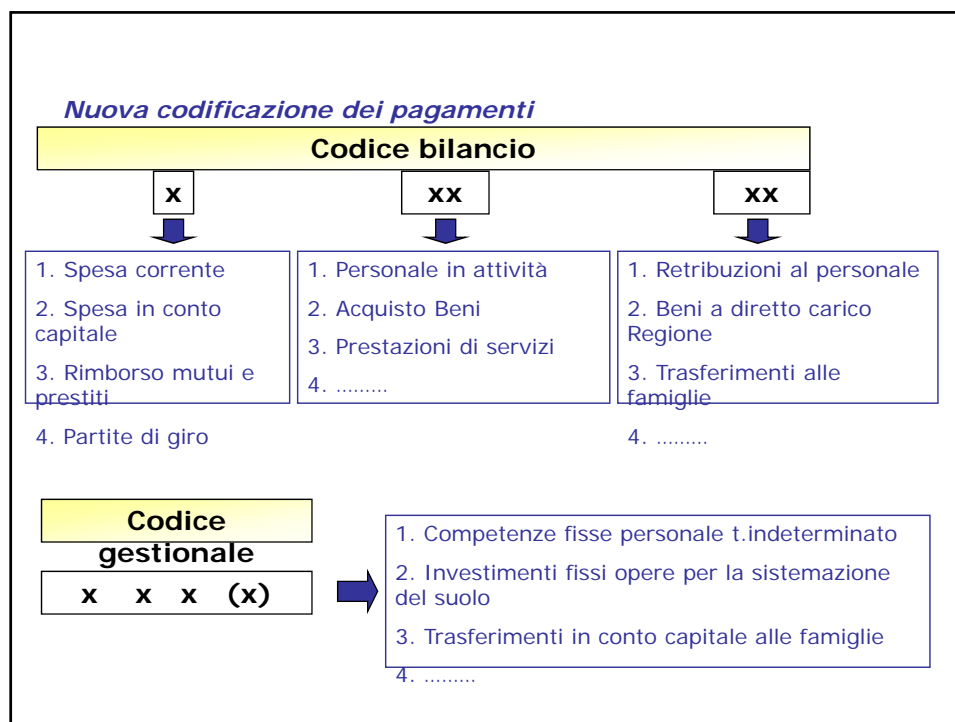 Nuova codificazione dei pagamenti
Codice bilancio
x
xx
xx
1. Spesa corrente
2. Spesa in conto
capitale
3. Rimborso mutui e
prestiti
4. Partite di giro
1. Personale in attività
2. Acquisto Beni
3. Prestazioni di servizi
4. .........
1. Retribuzioni al personale
2. Beni a diretto carico
Regione
3. Trasferimenti alle
famiglie
4. .........
Codice
gestionale
x x x (x)
1. Competenze fisse personale t.indeterminato
2. Investimenti fissi opere per la sistemazione
del suolo
3. Trasferimenti in conto capitale alle famiglie
4. .........